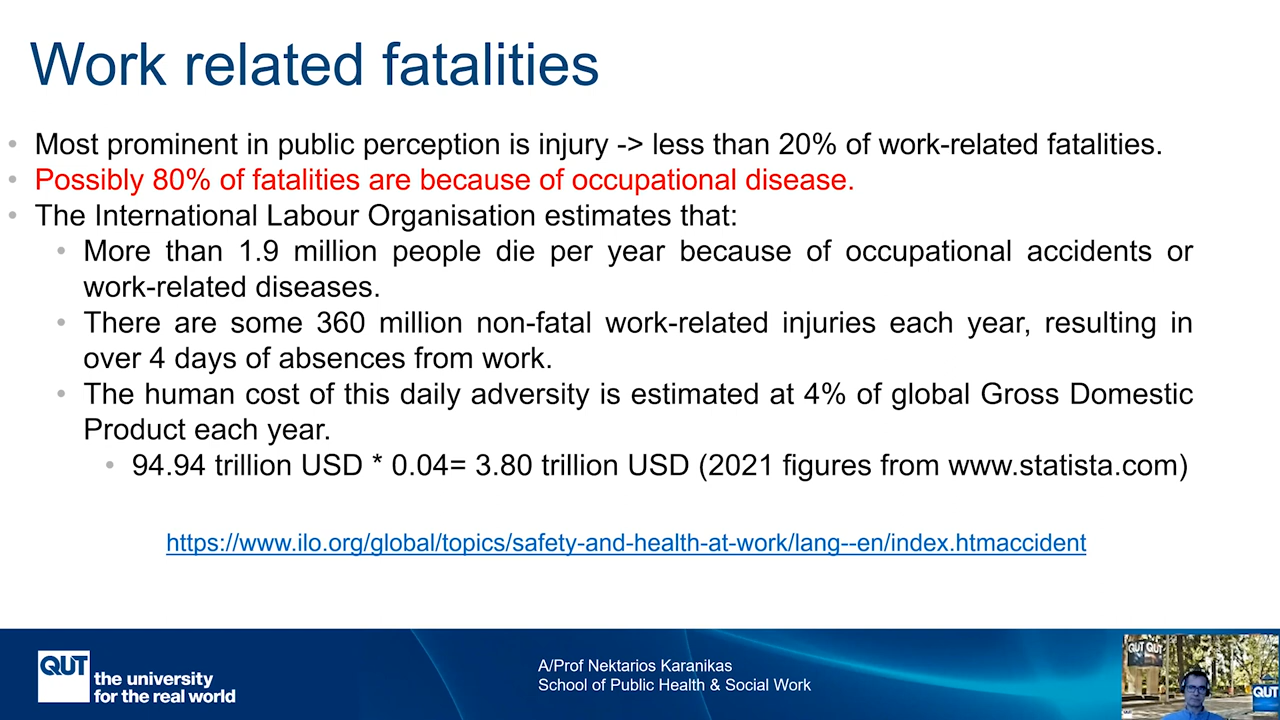 Work related fatalities
• Most prominent in public perception is injury -> less than 20% of work-related fatalities.
• Possibly 80% of fatalities are because of occupational disease.
• The International Labour Organisation estimates that:
• More than 1.9 million people die per year because of occupational accidents or
work-related diseases.
• There are some 360 million non-fatal work-related injuries each year, resulting in
over 4 days of absences from work.
• The human cost of this daily adversity is estimated at 4% of global Gross Domestic
Product each year.
• 94.94 trillion USD * 0.04= 3.80 trillion USD (2021 figures from www.statista.com)
https://www.ilo.org/global/topics/safety-and-health-at-work/lang--en/index.htmaccident
QUT
the university
for the real world
A/Prof Nektarios Karanikas
School of Public Health & Social Work
QUT QUT
QUT
QUT